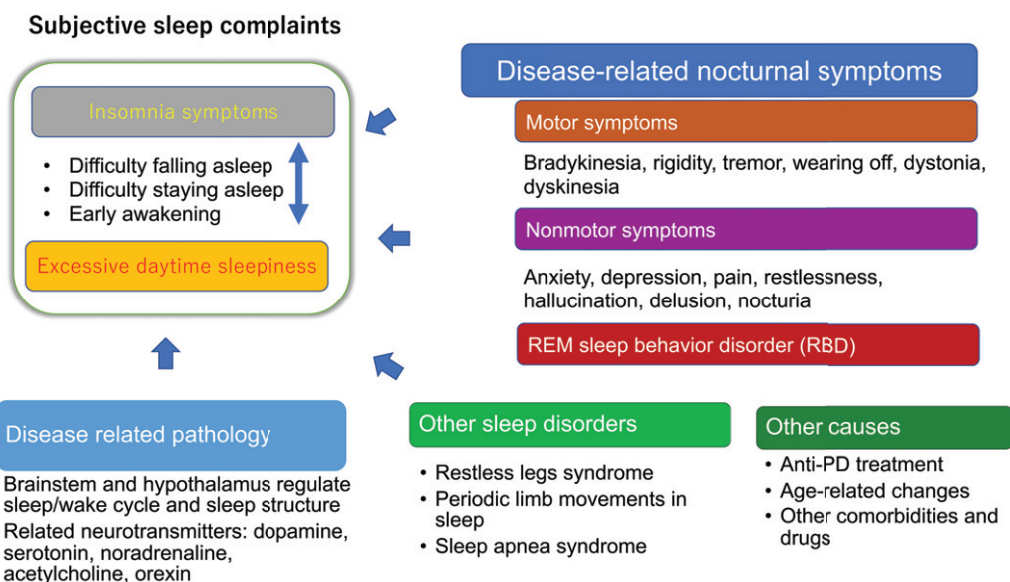 Subjective sleep complaints
Insomnia symptoms
• Difficulty falling asleep
• Difficulty staying asleep
• Early awakening
Excessive daytime sleepiness
Disease-related nocturnal symptoms
Motor symptoms
Bradykinesia, rigidity, tremor, wearing off, dystonia,
dyskinesia
Nonmotor symptoms
Anxiety, depression, pain, restlessness,
hallucination, delusion, nocturia
REM sleep behavior disorder (RBD)
Disease related pathology
Brainstem and hypothalamus regulate
sleep/wake cycle and sleep structure
Related neurotransmitters: dopamine,
serotonin, noradrenaline,
acetylcholine, orexin
Other sleep disorders
• Restless legs syndrome
• Periodic limb movements in
sleep
• Sleep apnea syndrome
Other causes
• Anti-PD treatment
• Age-related changes
• Other comorbidities and
drugs